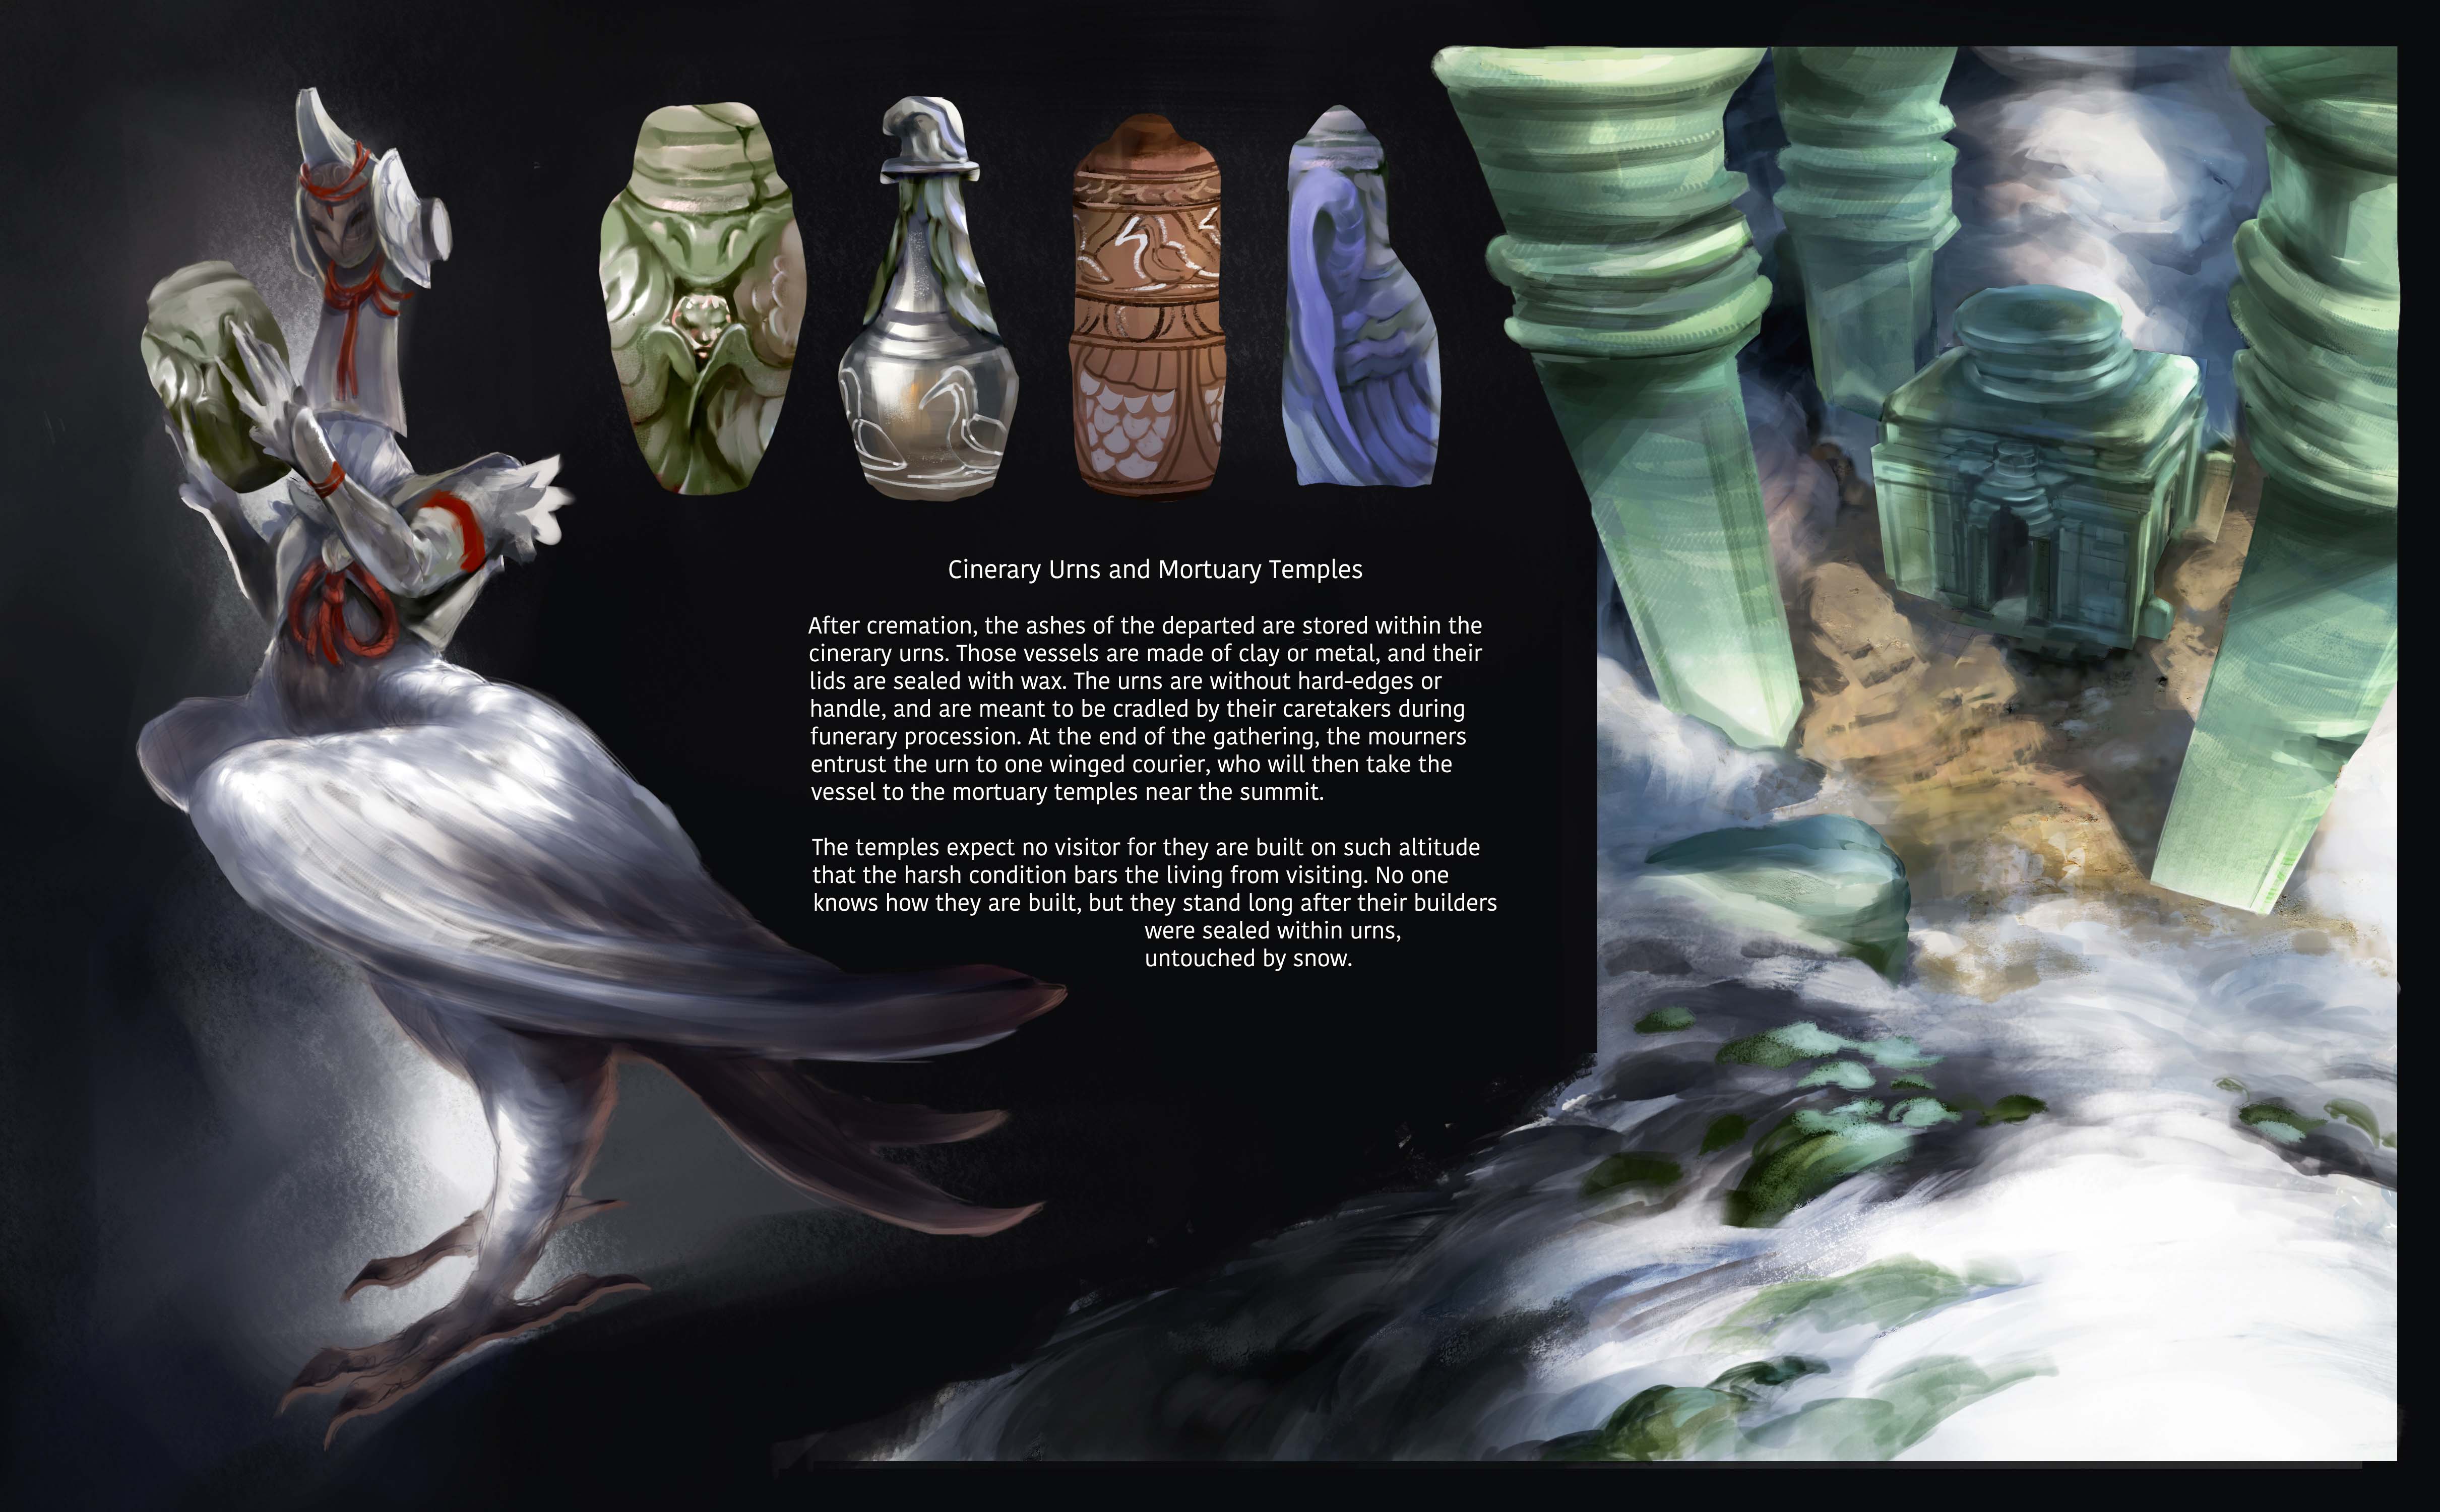 Cinerary Urns and Mortuary Temples
After cremation, the ashes of the departed are stored within the
cinerary urns. Those vessels are made of clay or metal, and their
lids are sealed with wax. The urns are without hard-edges or
handle, and are meant to be cradled by their caretakers during
funerary procession. At the end of the gathering, the mourners
entrust the urn to one winged courier, who will then take the
vessel to the mortuary temples near the summit.
The temples expect no visitor for they are built on such altitude
that the harsh condition bars the living from visiting. No one
knows how they are built, but they stand long after their builders
were sealed within urns,
untouched by snow.